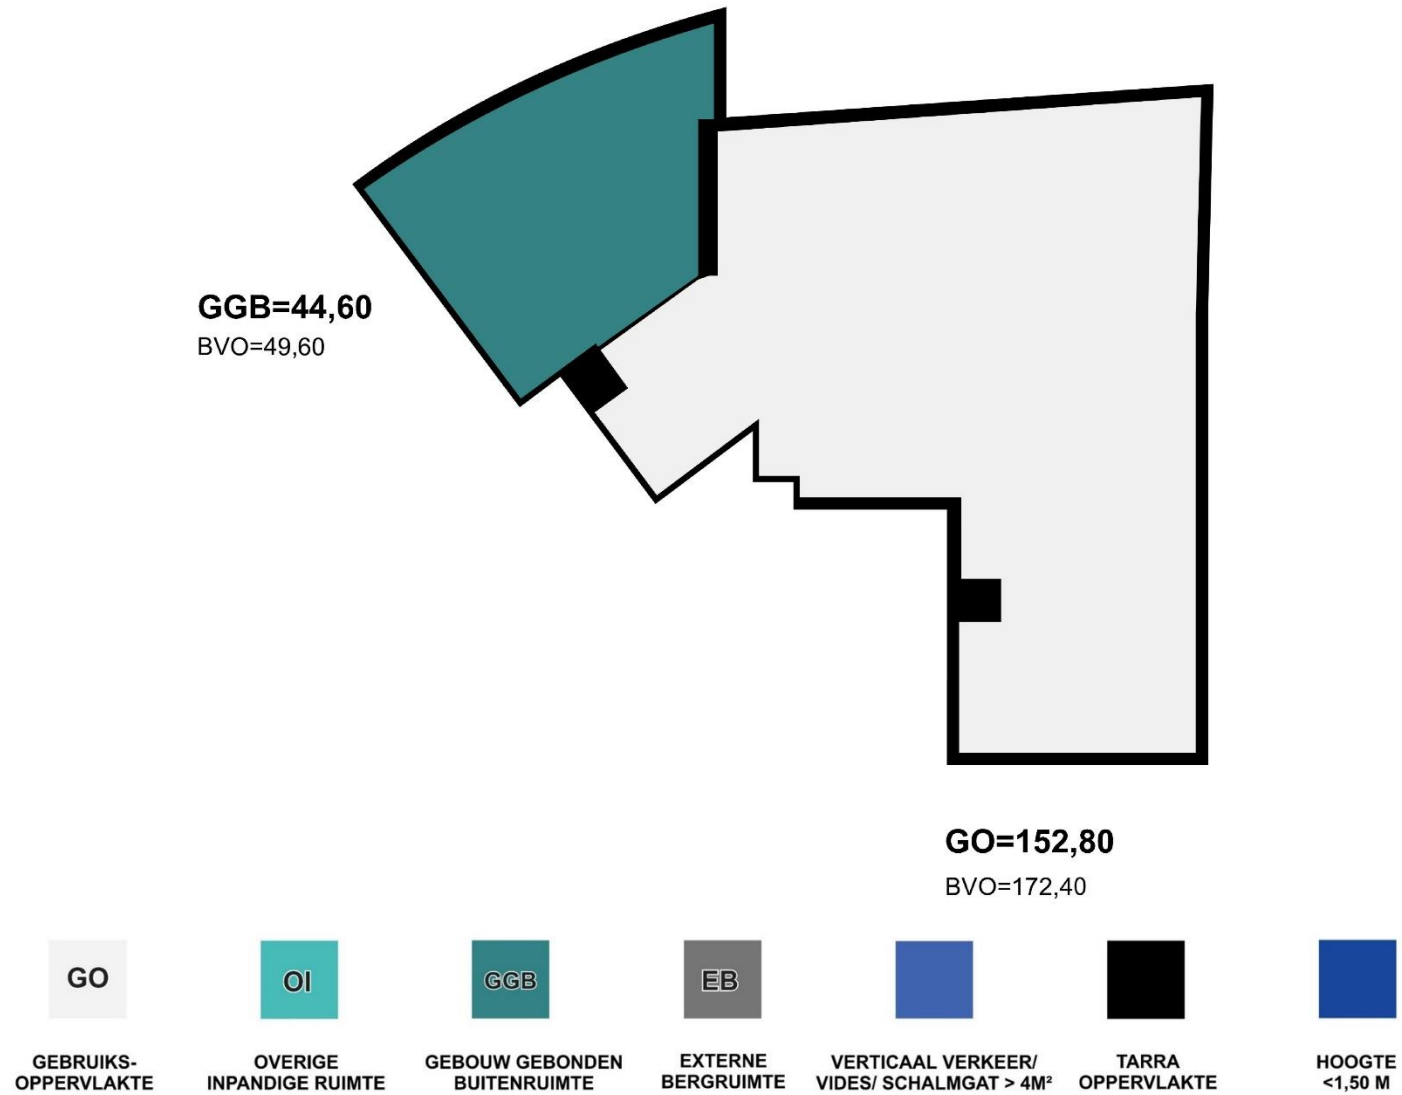 GGB=44,60
BVO=49,60
GO=152,80
BVO=172,40
GO
OI
GGB
EB
GEBRUIKS-
OPPERVLAKTE
OVERIGE
INPANDIGE RUIMTE
GEBOUW GEBONDEN
BUITENRUIMTE
EXTERNE
BERGRUIMTE
VERTICAAL VERKEER/
VIDES/ SCHALMGAT > 4M²
TARRA
OPPERVLAKTE
HOOGTE
<1,50 M